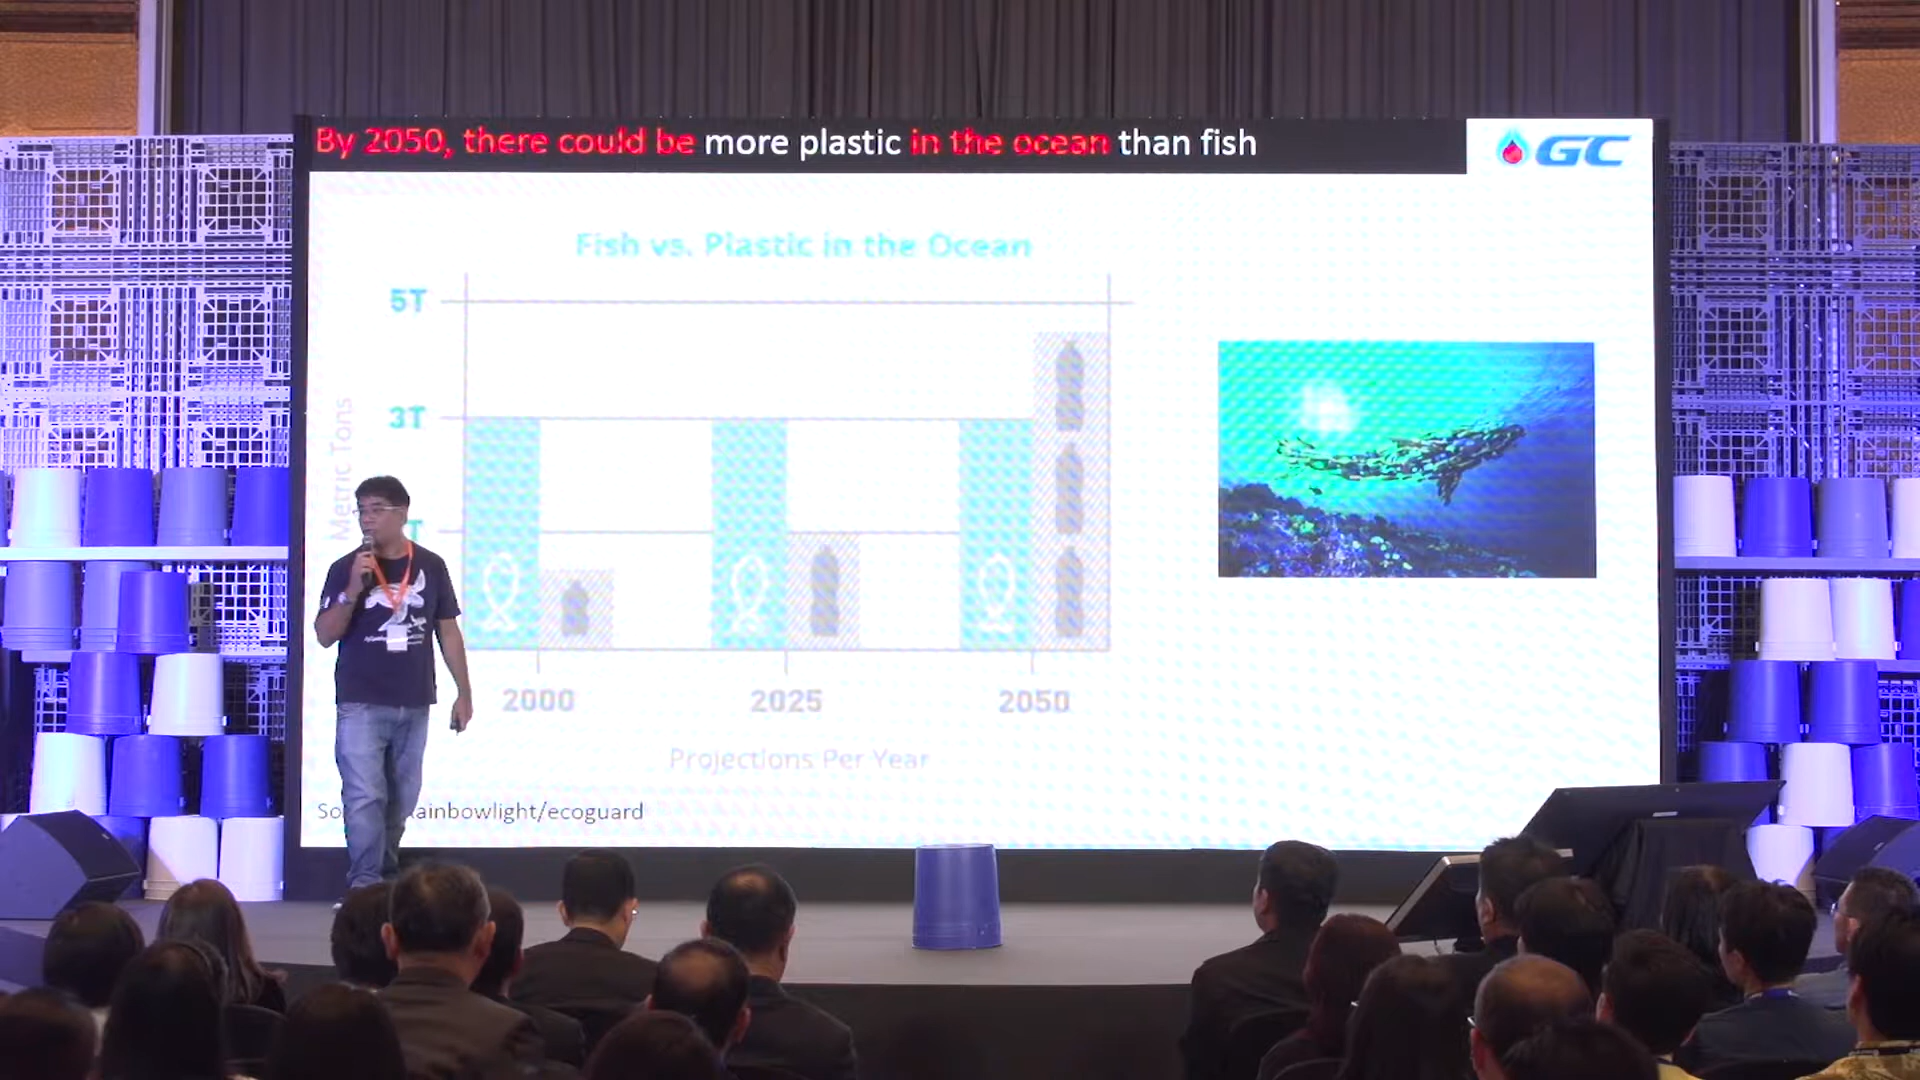 By 2050, there could be more plastic in the ocean than fish
GC
Fish vs. Plastic in the Ocean
5T
3T
T
Metric Tons
2000
2025
2050
Projections Per Year
ainbowlight/ecoguard